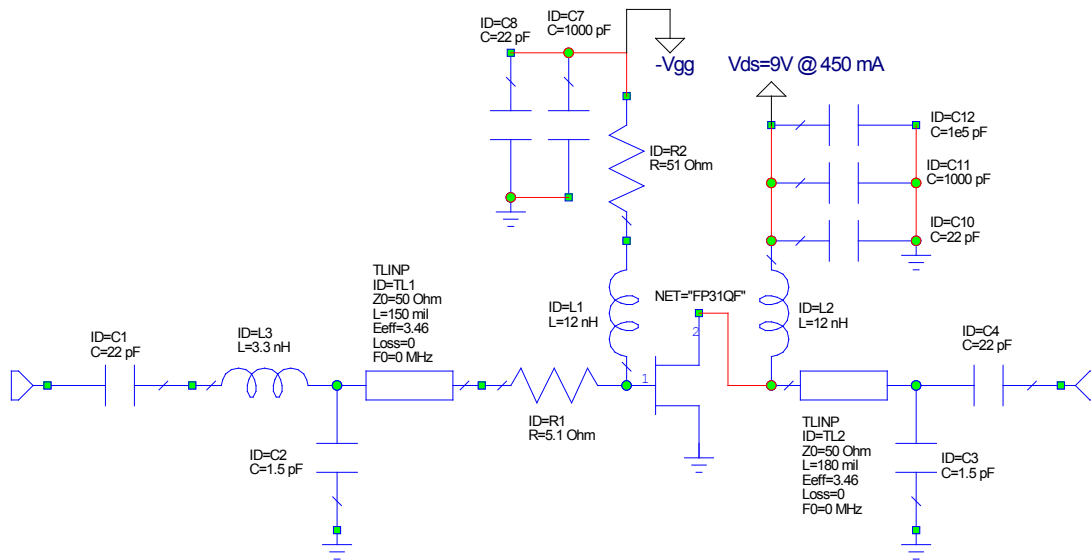 ID=C8
C=22 pF
ID=C7
C=1000 pF
-Vgg
Vds=9V @ 450 mA
ID=C12
C=1e5 pF
ID=R2
R=51 Ohm
ID=C11
C=1000 pF
ID=C10
C=22 pF
TLINP
ID=TL1
Z0=50 Ohm
L=150 mil
Eeff=3.46
Loss=0
F0=0 MHz
ID=L1
L=12 nH
NET="FP31QF"
ID=L2
L=12 nH
ID=C1
C=22 pF
ID=L3
L=3.3 nH
2
1
ID=C4
C=22 pF
ID=R1
R=5.1 Ohm
ID=C2
C=1.5 pF
TLINP
ID=TL2
Z0=50 Ohm
L=180 mil
Eeff=3.46
Loss=0
F0=0 MHz
ID=C3
C=1.5 pF